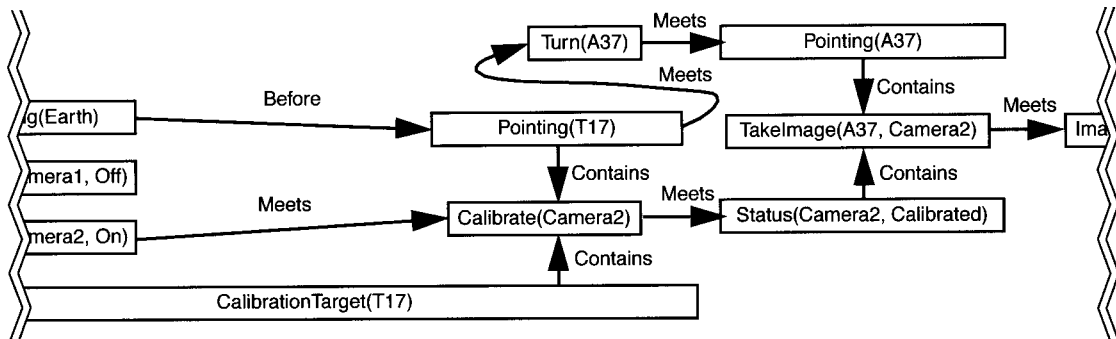 Turn(A37)
Meets
Pointing(A37)
Meets
Contains
Before
Meets
g(Earth)
Pointing(T17)
TakeImage(A37, Camera2)
Ima
mera1, Off)
Contains
Contains
Meets
Meets
mera2, On)
Calibrate(Camera2)
Status(Camera2, Calibrated)
Contains
CalibrationTarget(T17)